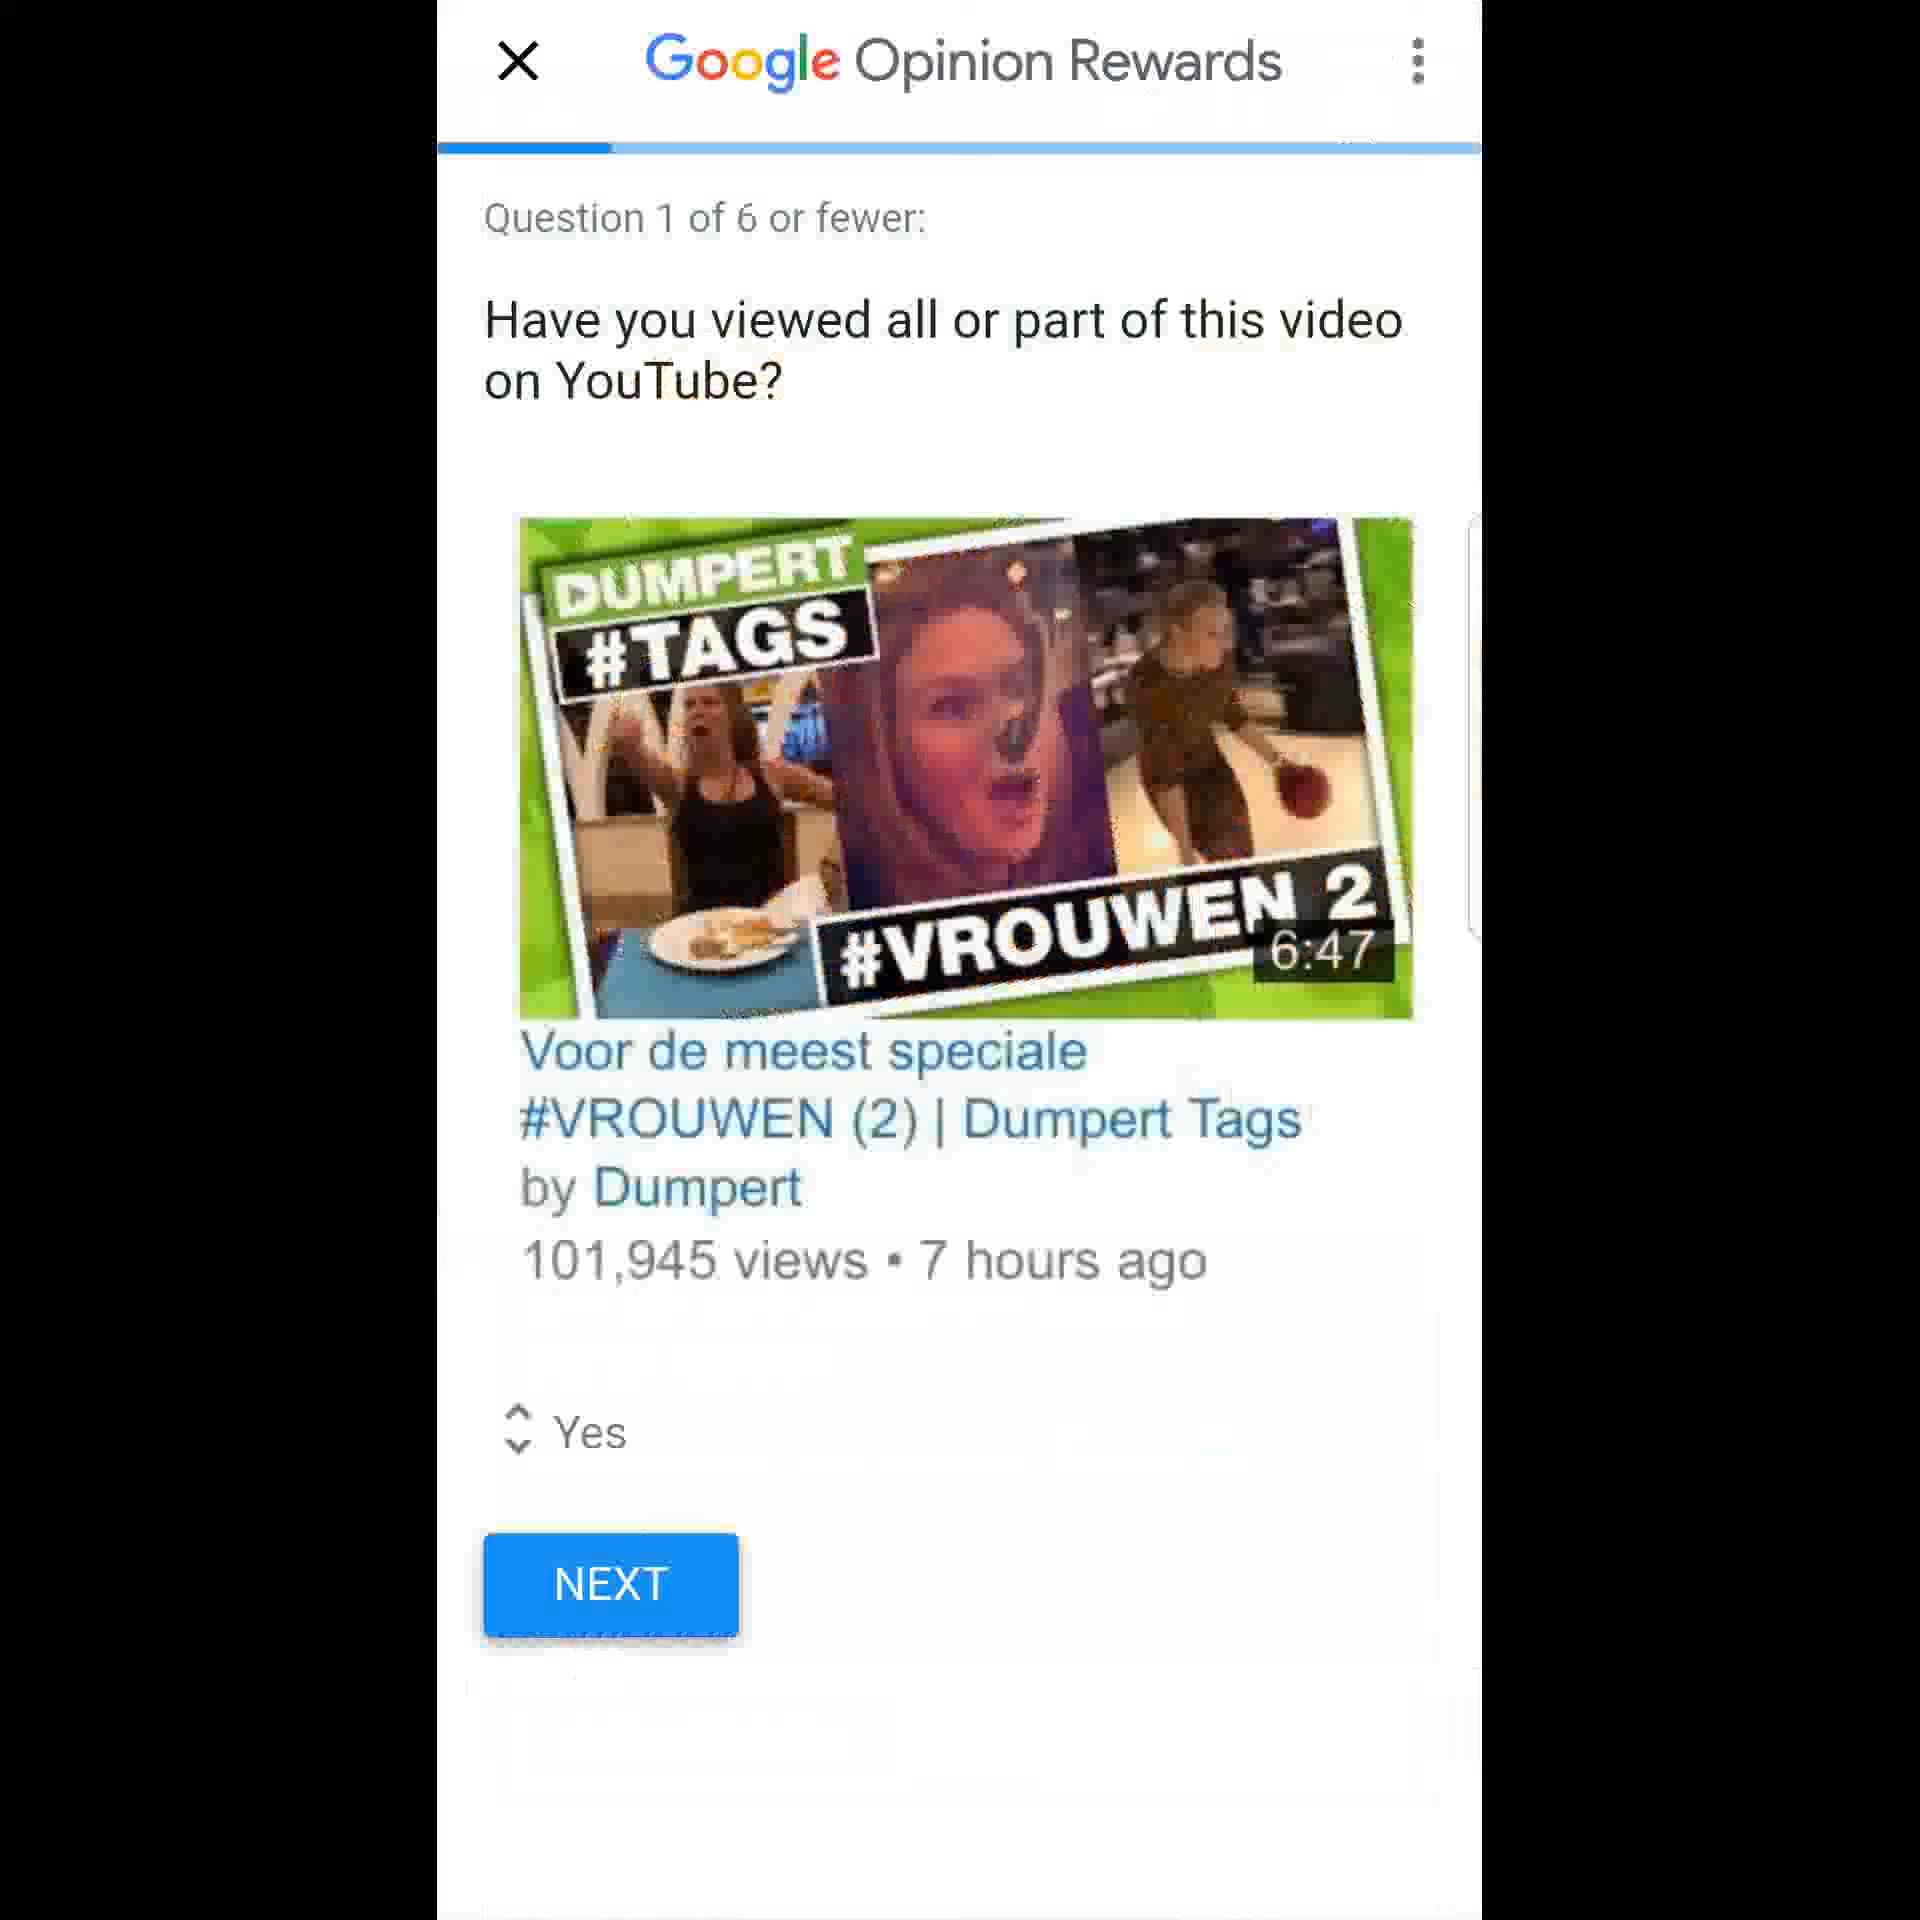 Google Opinion Rewards
Question 1 of 6 or fewer:
Have you viewed all or part of this video
on YouTube?
DUMPERT
#TAGS
#VROUWEN 2
6:47
Voor de meest speciale
#VROUWEN (2) | Dumpert Tags
by Dumpert
101,945 views • 7 hours ago
Yes
NEXT